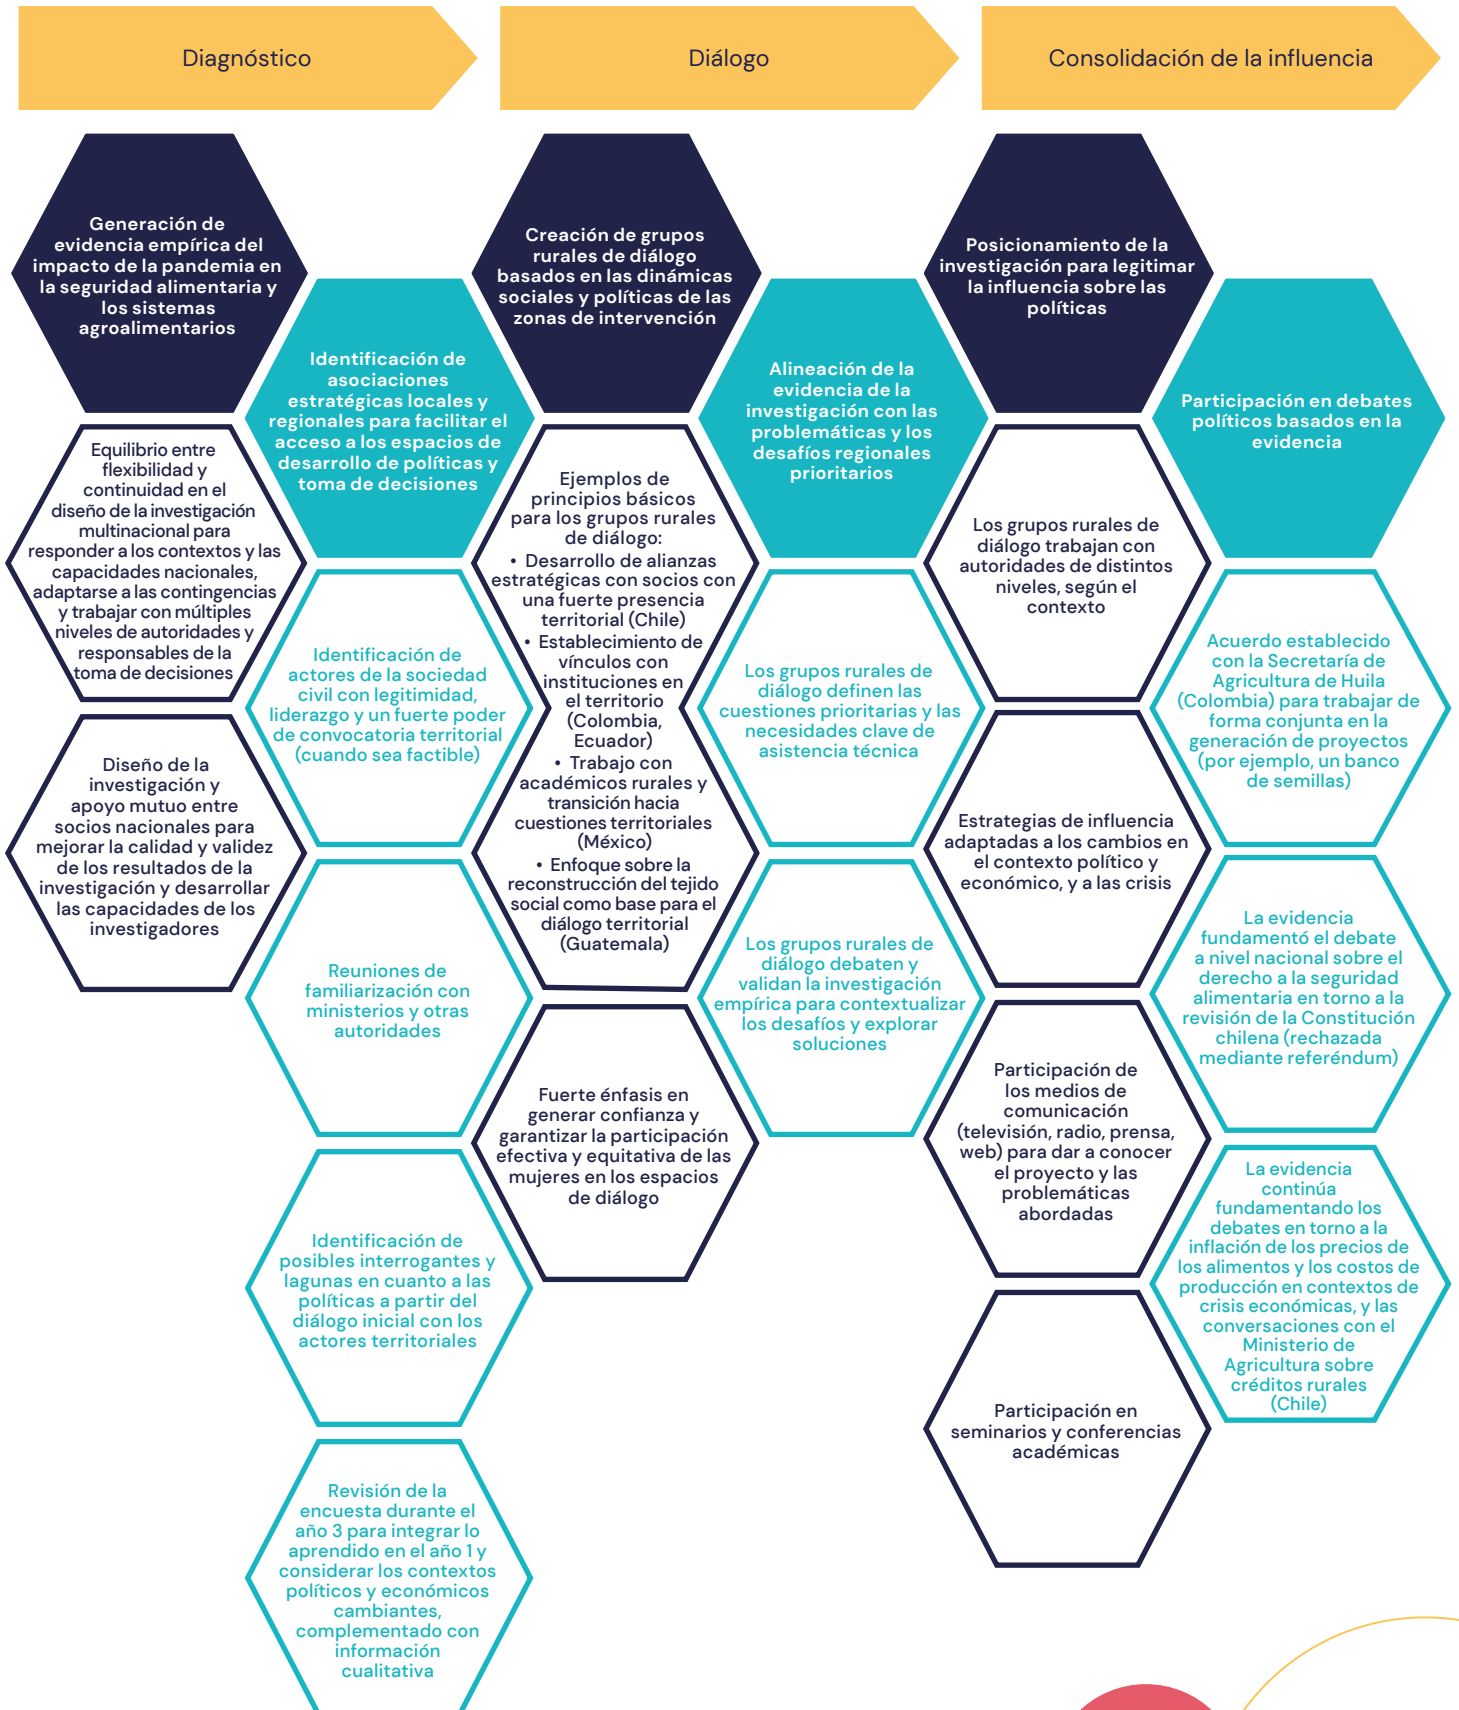 Diagnóstico
Diálogo
Consolidación de la influencia
Generación de
evidencia empírica del
impacto de la pandemia en
la seguridad alimentaria y
los sistemas
agroalimentarios
Equilibrio entre
flexibilidad y
continuidad en el
diseño de la investigación
multinacional para
responder a los contextos y las
capacidades nacionales,
adaptarse a las contingencias
y trabajar con múltiples
niveles de autoridades y
responsables de la
toma de decisiones
Diseño de la
investigación y
apoyo mutuo entre
socios nacionales para
mejorar la calidad y validez
de los resultados de la
investigación y desarrollar
las capacidades de los
investigadores
Identificación de
asociaciones
estratégicas locales y
regionales para facilitar el
acceso a los espacios de
desarrollo de políticas y
toma de decisiones
Identificación de
actores de la sociedad
civil con legitimidad,
liderazgo y un fuerte poder
de convocatoria territorial
(cuando sea factible)
Reuniones de
familiarización con
ministerios y otras
autoridades
Identificación de
posibles interrogantes y
lagunas en cuanto a las
políticas a partir del
diálogo inicial con los
actores territoriales
Revisión de la
encuesta durante el
año 3 para integrar lo
aprendido en el año 1 y
considerar los contextos
políticos y económicos
cambiantes,
complementado con
información
cualitativa
Creación de grupos
rurales de diálogo
basados en las dinámicas
sociales y políticas de las
zonas de intervención
Ejemplos de
principios básicos
para los grupos rurales
de diálogo:
• Desarrollo de alianzas
estratégicas con socios con
una fuerte presencia
territorial (Chile)
• Establecimiento de
vínculos con
instituciones en
el territorio
(Colombia,
Ecuador)
• Trabajo con
académicos rurales y
transición hacia
cuestiones territoriales
(México)
• Enfoque sobre la
reconstrucción del tejido
social como base para el
diálogo territorial
(Guatemala)
Fuerte énfasis en
generar confianza y
garantizar la participación
efectiva y equitativa de las
mujeres en los espacios
de diálogo
Alineación de la
evidencia de la
investigación con las
problemáticas y los
desafíos regionales
prioritarios
Los grupos rurales de
diálogo definen las
cuestiones prioritarias y las
necesidades clave de
asistencia técnica
Los grupos rurales de
diálogo debaten y
validan la investigación
empírica para contextualizar
los desafíos y explorar
soluciones
Posicionamiento de la
investigación para legitimar
la influencia sobre las
políticas
Los grupos rurales de
diálogo trabajan con
autoridades de distintos
niveles, según el
contexto
Estrategias de influencia
adaptadas a los cambios en
el contexto político y
económico, y a las crisis
Participación de
los medios de
comunicación
(televisión, radio, prensa,
web) para dar a conocer
el proyecto y las
problemáticas
abordadas
Participación en
seminarios y conferencias
académicas
Participación en debates
políticos basados en la
evidencia
Acuerdo establecido
con la Secretaría de
Agricultura de Huila
(Colombia) para trabajar de
forma conjunta en la
generación de proyectos
(por ejemplo, un banco
de semillas)
La evidencia
fundamentó el debate
a nivel nacional sobre el
derecho a la seguridad
alimentaria en torno a la
revisión de la Constitución
chilena (rechazada
mediante referéndum)
La evidencia
continúa
fundamentando los
debates en torno a la
inflación de los precios de
los alimentos y los costos de
producción en contextos de
crisis económicas, y las
conversaciones con el
Ministerio de
Agricultura sobre
créditos rurales
(Chile)